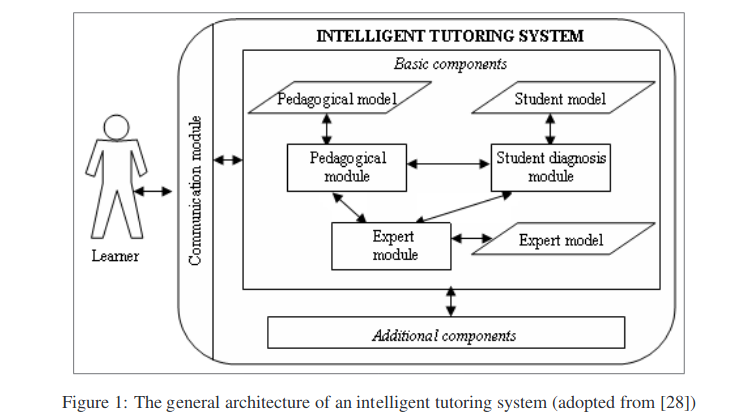 INTELLIGENT TUTORING SYSTEM
Basic components
Pedagogical model
Student model
Communication module
Pedagogical
module
Student diagnosis
module
Expert
module
Expert model
Learner
Additional components
Figure 1: The general architecture of an intelligent tutoring system (adopted from [28])